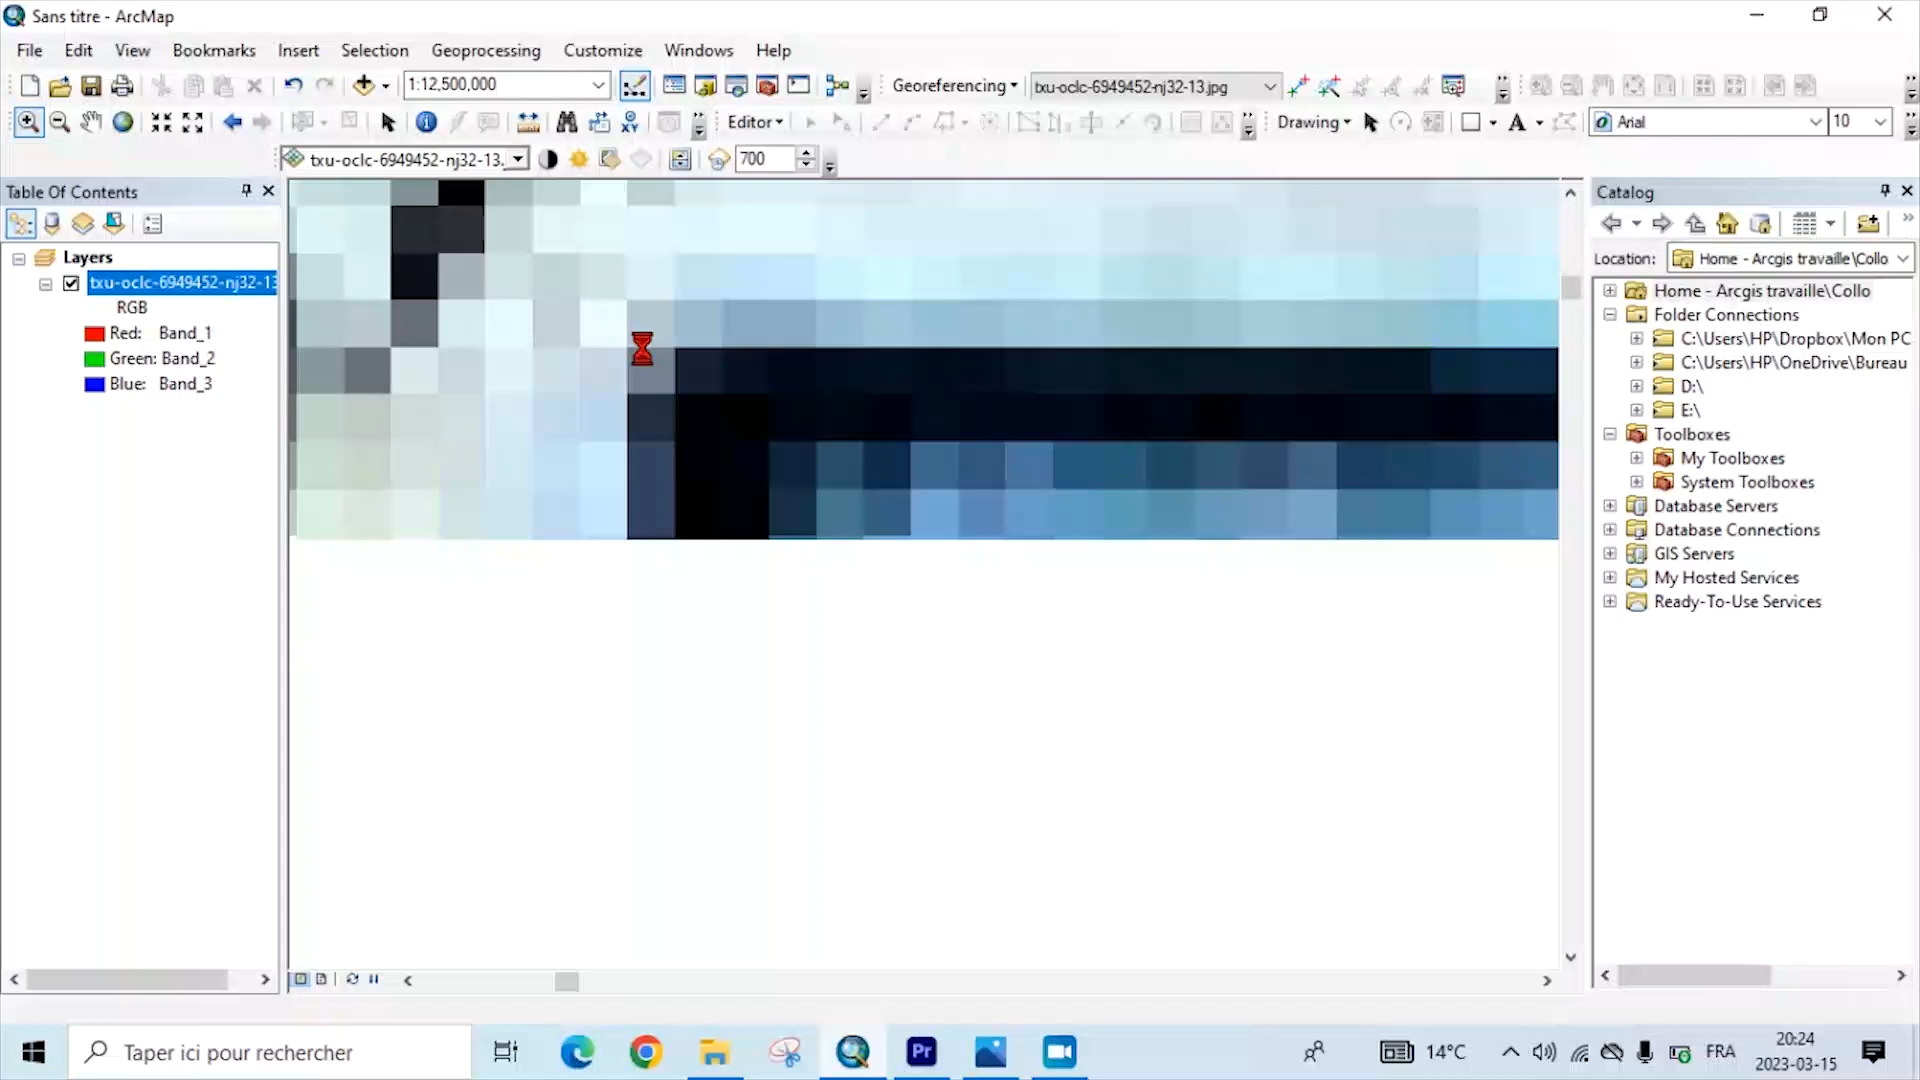 Sans titre - ArcMap
File Edit View Bookmarks Insert Selection Geoprocessing Customize Windows Help
1:12,500,000
Georeferencing
txu-oclc-6949452-nj32-13.jpg
Editor
Drawing
A
Arial
10
txu-oclc-6949452-nj32-13.
700
Table Of Contents
Layers
txu-oclc-6949452-nj32-13
RGB
Red: Band_1
Green: Band_2
Blue: Band_3
Catalog
Location: Home - Arcgis travaille\Collo
Home - Arcgis travaille\Collo
Folder Connections
C:\Users\HP\Dropbox\Mon PC
C:\Users\HP\OneDrive\Bureau
D:\
E:\
Toolboxes
My Toolboxes
System Toolboxes
Database Servers
Database Connections
GIS Servers
My Hosted Services
Ready-To-Use Services
Taper ici pour rechercher
Pr
14°C
FRA
20:24
2023-03-15